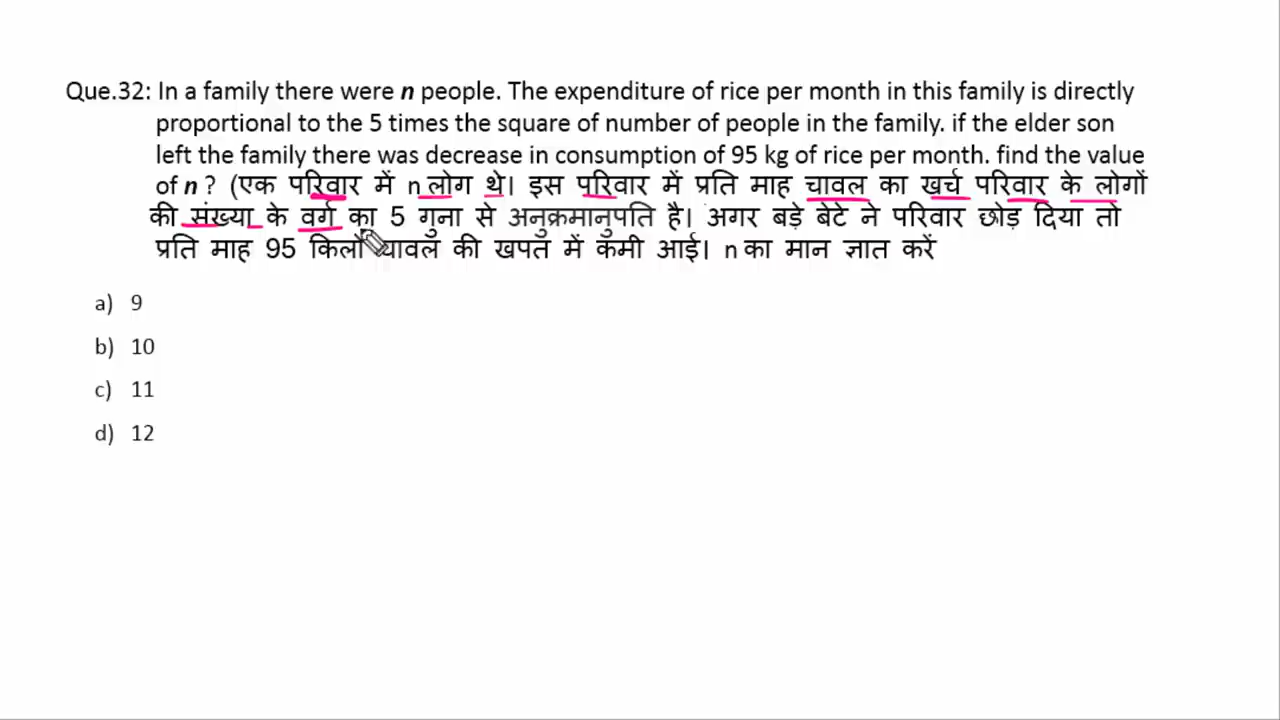 Que.32: In a family there were n people. The expenditure of rice per month in this family is directly
proportional to the 5 times the square of number of people in the family. if the elder son
left the family there was decrease in consumption of 95 kg of rice per month. find the value
of n ? (एक परिवार में n लोग थे। इस परिवार में प्रति माह चावल का खर्च परिवार के लोगों
की संख्या के वर्ग का 5 गुना से अनुक्रमानुपति है। अगर बड़े बेटे ने परिवार छोड़ दिया तो
प्रति माह 95 किलो चावल की खपत में कमी आई। n का मान ज्ञात करें
a) 9
b) 10
c) 11
d) 12